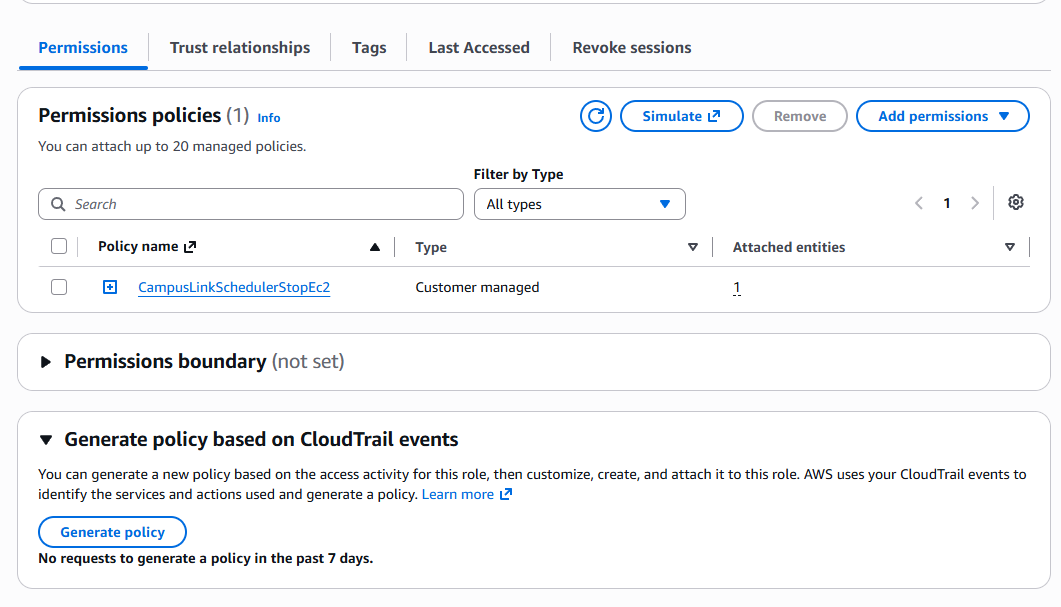 Permissions Trust relationships Tags Last Accessed Revoke sessions
Permissions policies (1) Info
Simulate Remove Add permissions
You can attach up to 20 managed policies.
Filter by Type
Search All types 1
Policy name Type Attached entities
CampusLinkSchedulerStopEc2 Customer managed 1
Permissions boundary (not set)
Generate policy based on CloudTrail events
You can generate a new policy based on the access activity for this role, then customize, create, and attach it to this role. AWS uses your CloudTrail events to
identify the services and actions used and generate a policy. Learn more
Generate policy
No requests to generate a policy in the past 7 days.